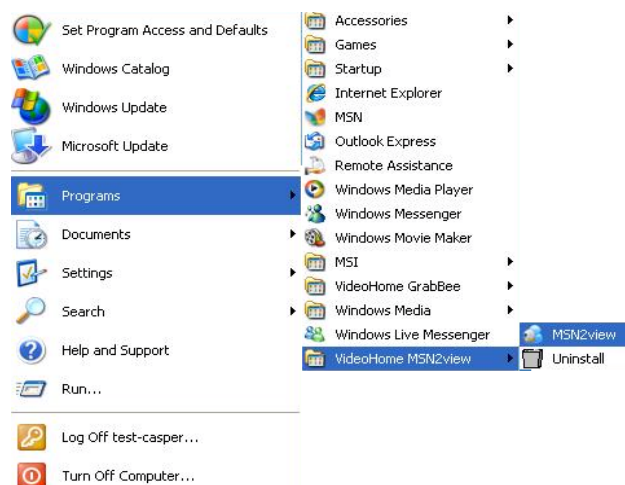 Set Program Access and Defaults
Windows Catalog
Windows Update
Microsoft Update
Programs
Documents
Settings
Search
Help and Support
Run...
Log Off test-casper...
Turn Off Computer...
Accessories
Games
Startup
Internet Explorer
MSN
Outlook Express
Remote Assistance
Windows Media Player
Windows Messenger
Windows Movie Maker
MSI
VideoHome GrabBee
Windows Media
Windows Live Messenger
VideoHome MSN2view
MSN2view
Uninstall